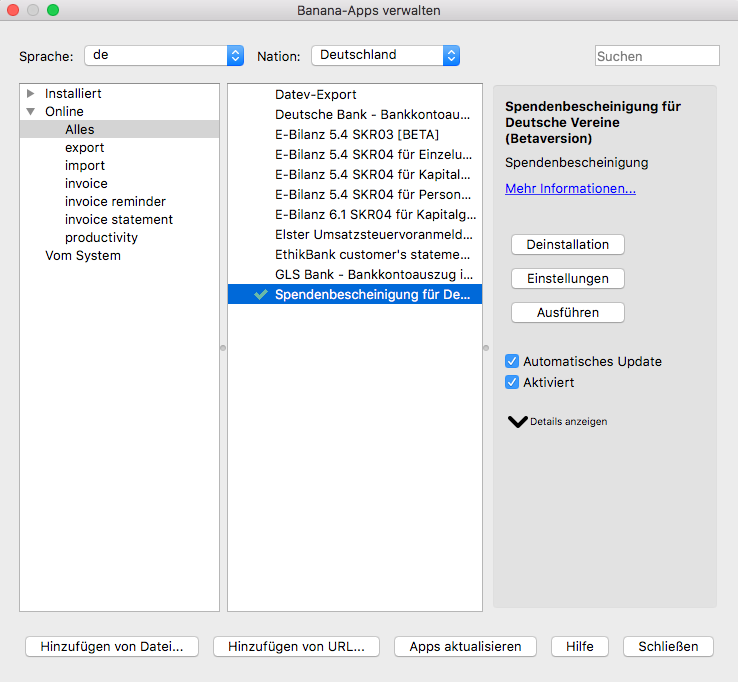 Banana-Apps verwalten
Sprache: de Nation: Deutschland Suchen
Installiert
Online
Alles
export
import
invoice
invoice reminder
invoice statement
productivity
Vom System
Datev-Export
Deutsche Bank - Bankkontoau...
E-Bilanz 5.4 SKR03 [BETA]
E-Bilanz 5.4 SKR04 für Einzelu...
E-Bilanz 5.4 SKR04 für Kapital...
E-Bilanz 5.4 SKR04 für Person...
E-Bilanz 6.1 SKR04 für Kapitalg...
Elster Umsatzsteuervoranmeld...
EthikBank customer's stateme...
GLS Bank - Bankkontoauszug i...
Spendenbescheinigung für De...
Spendenbescheinigung für
Deutsche Vereine
(Betaversion)
Spendenbescheinigung
Mehr Informationen...
Deinstallation
Einstellungen
Ausführen
Automatisches Update
Aktiviert
Details anzeigen
Hinzufügen von Datei... Hinzufügen von URL... Apps aktualisieren Hilfe Schließen